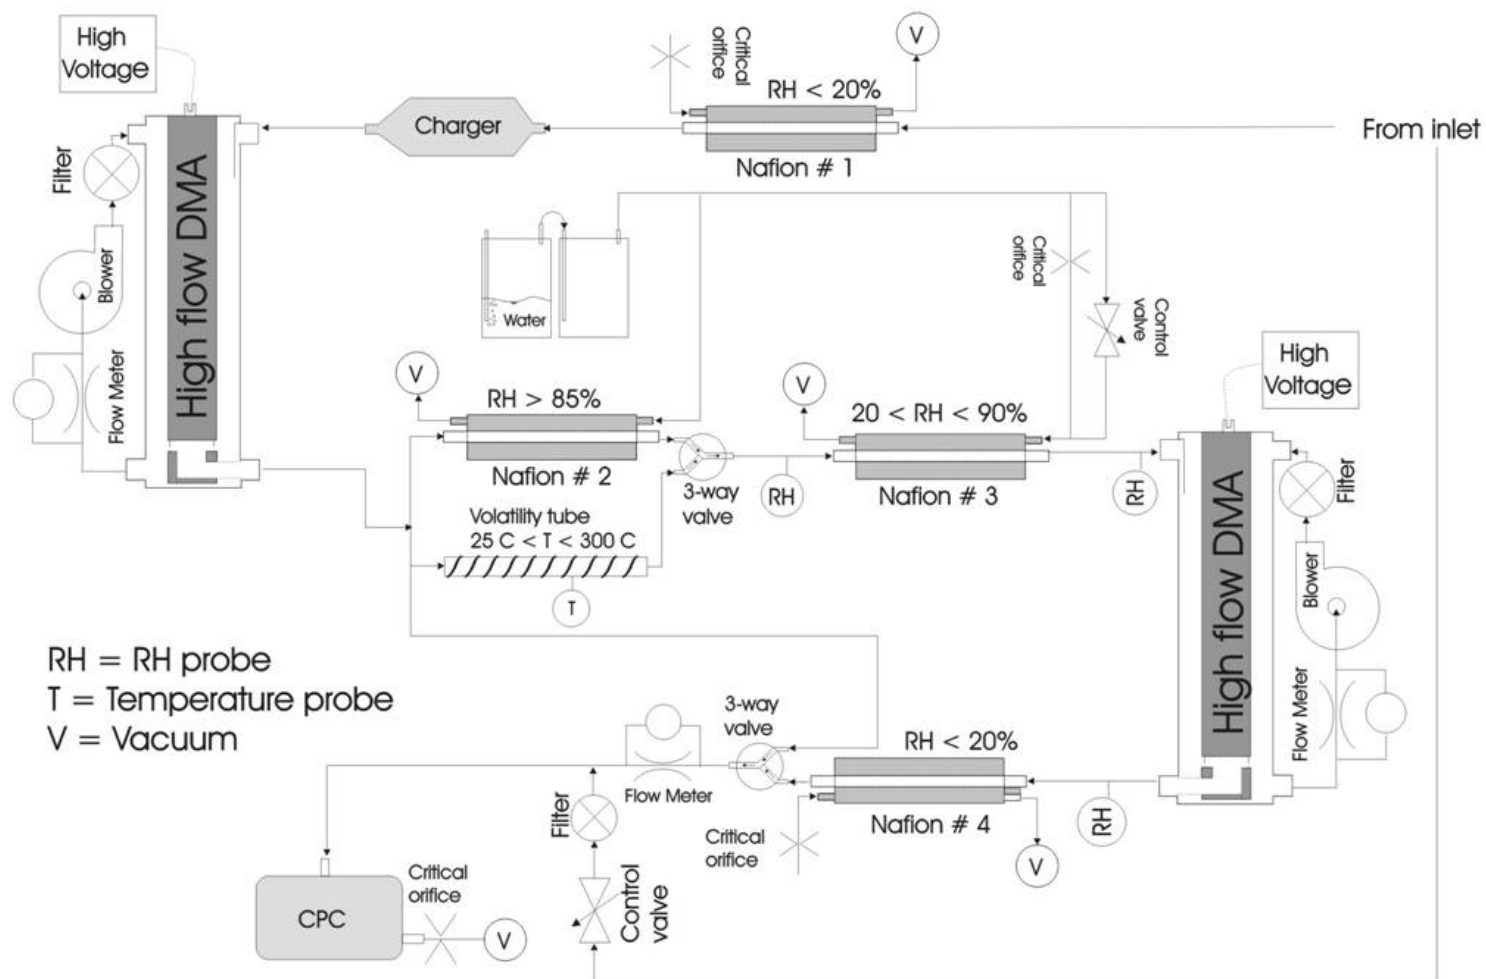 High
Voltage
Critical
orifice
V
RH < 20%
Charger
From inlet
Nafion # 1
Filter
High flow DMA
Blower
Flow Meter
Water
Critical
orifice
Control
valve
High
Voltage
V
RH > 85%
V
20 < RH < 90%
Nafion # 2
3-way
valve
RH
Nafion # 3
RH
Volatility tube
25 C < T < 300 C
T
Filter
High flow DMA
Blower
Flow Meter
RH = RH probe
T = Temperature probe
V = Vacuum
3-way
valve
RH < 20%
Flow Meter
Nafion # 4
RH
Filter
Critical
orifice
V
Control
valve
CPC
Critical
orifice
V